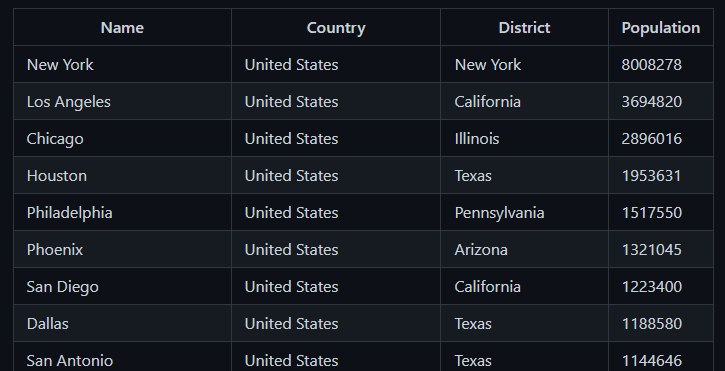 Name Country District Population
New York United States New York 8008278
Los Angeles United States California 3694820
Chicago United States Illinois 2896016
Houston United States Texas 1953631
Philadelphia United States Pennsylvania 1517550
Phoenix United States Arizona 1321045
San Diego United States California 1223400
Dallas United States Texas 1188580
San Antonio United States Texas 1144646